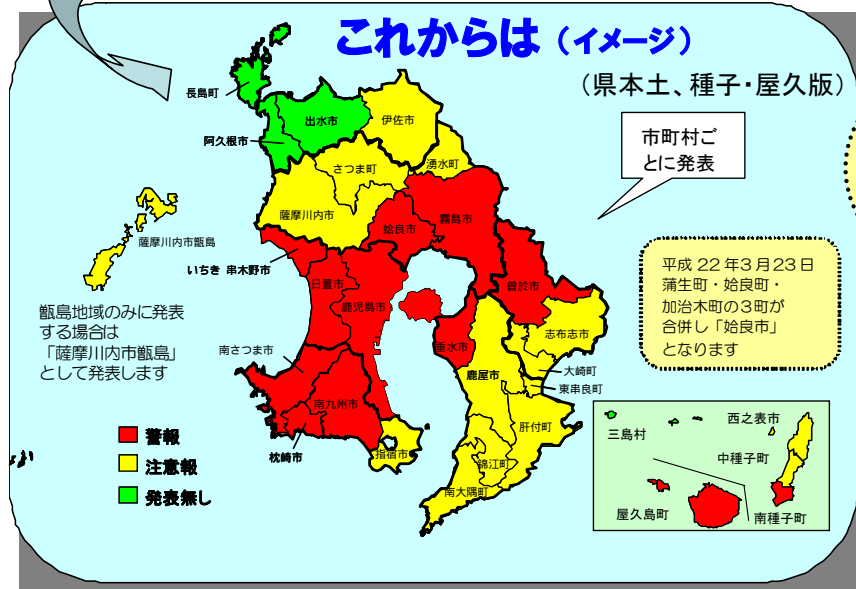 これからは（イメージ）
（県本土、種子・屋久版）
長島町
出水市
伊佐市
阿久根市
市町村ご
とに発表
さつま町
湧水町
薩摩川内市
霧島市
姶良市
薩摩川内市甑島
いちき 串木野市
日置市
鹿児島市
曽於市
平成 22 年3月23日
蒲生町・姶良町・
加治木町の3町が
合併し「姶良市」
となります
甑島地域のみに発表
する場合は
「薩摩川内市甑島」
として発表します
志布志市
垂水市
南さつま市
鹿屋市
大崎町
東串良町
南九州市
肝付町
枕崎市
指宿市
錦江町
南大隅町
警報
注意報
発表無し
三島村
西之表市
中種子町
屋久島町
南種子町